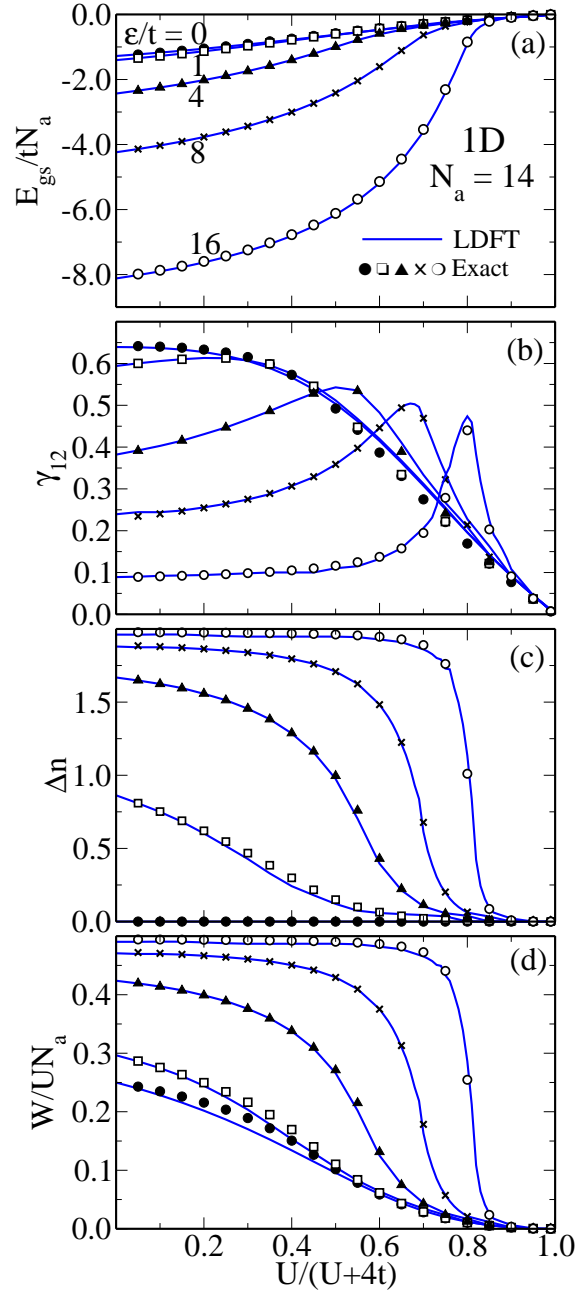 0.0
-2.0
-4.0
-6.0
-8.0
E_gs/tN_a
ε/t = 0
1
4
8
16
(a)
1D
N_a = 14
LDFT
Exact
0.6
0.5
0.4
0.3
0.2
0.1
0.0
γ_12
(b)
1.5
1.0
0.5
0.0
Δn
(c)
0.4
0.3
0.2
0.1
0.0
W/UN_a
(d)
0.2 0.4 0.6 0.8 1.0
U/(U+4t)